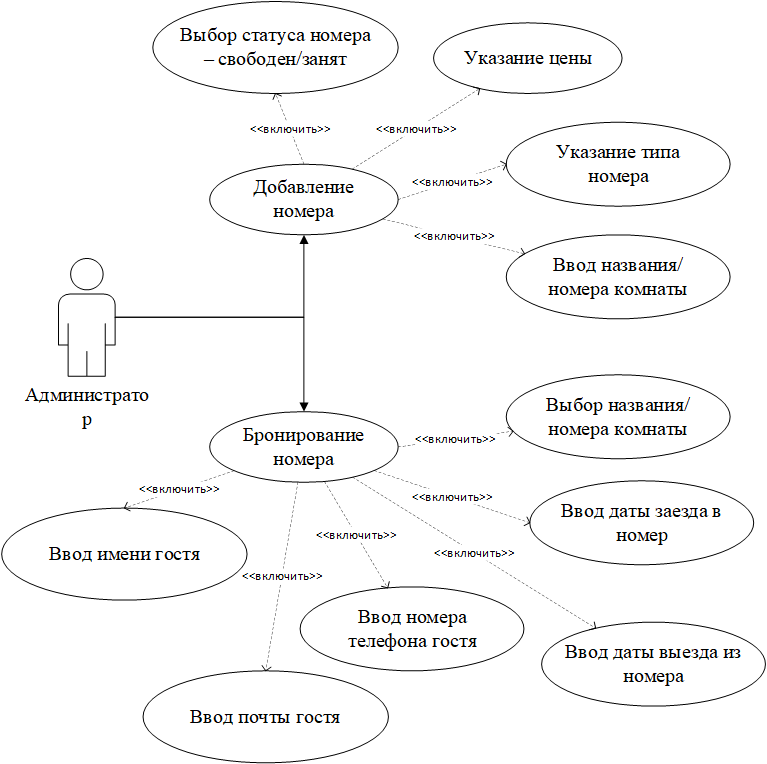 Выбор статуса номера
– свободен/занят
Указание цены
<<включить>>
<<включить>>
Указание типа
номера
<<включить>>
Добавление
номера
<<включить>>
Ввод названия/
номера комнаты
Администрато
р
Выбор названия/
номера комнаты
<<включить>>
Бронирование
номера
<<включить>>
<<включить>>
Ввод даты заезда в
номер
<<включить>>
<<включить>>
Ввод имени гостя
<<включить>>
Ввод номера
телефона гостя
Ввод даты выезда из
номера
Ввод почты гостя